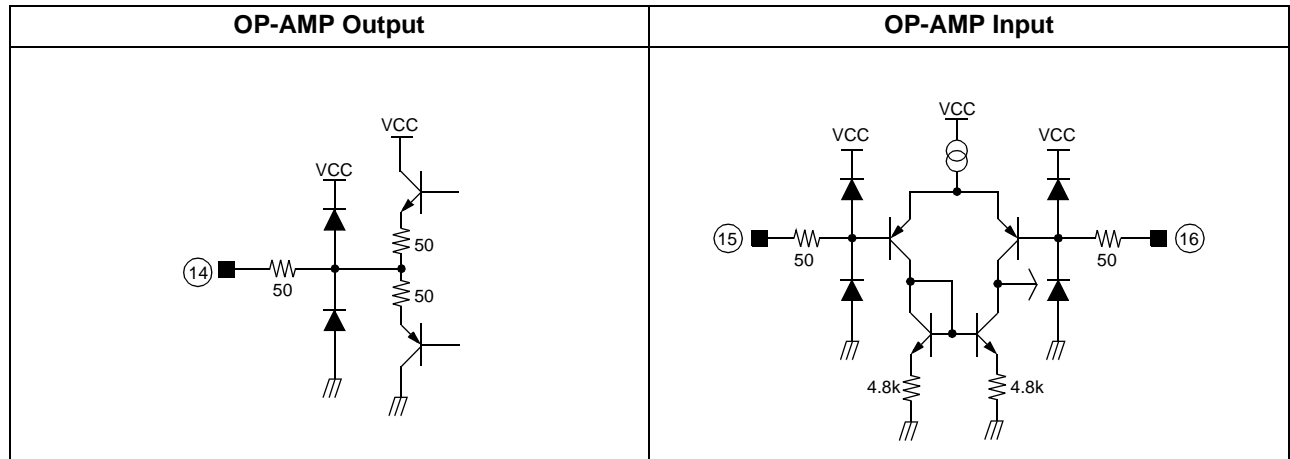 OP-AMP Output
OP-AMP Input
VCC
VCC
50
50
14
50
VCC
VCC
VCC
15
50
50
16
4.8k
4.8k